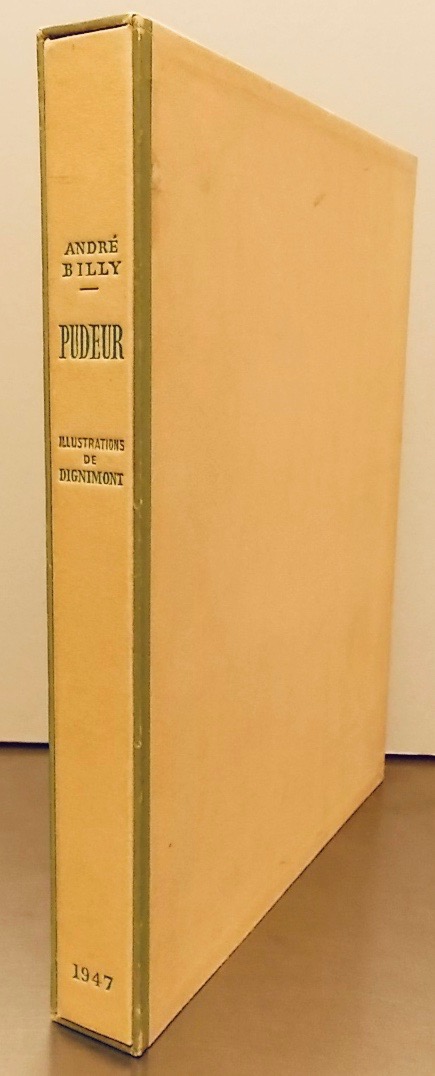 ANDRÉ
BILLY
PUDEUR
ILLUSTRATIONS
DE
DIGNIMONT
1947